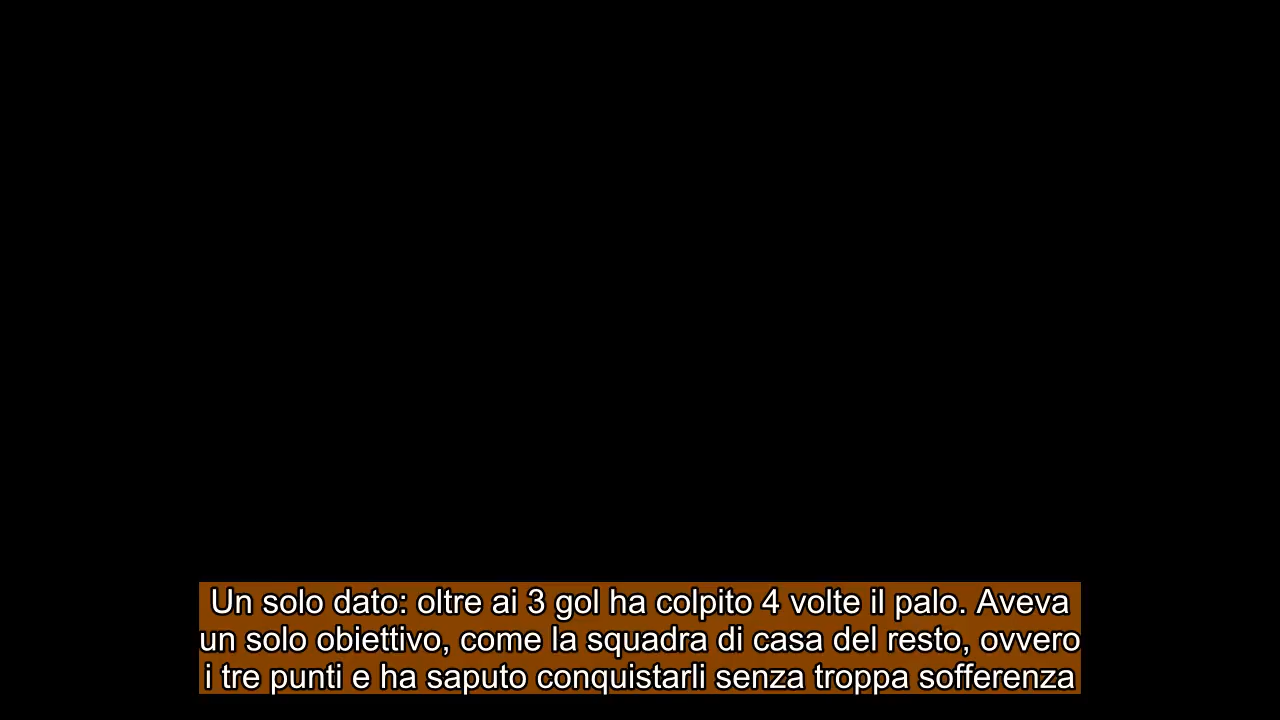 Un solo dato: oltre ai 3 gol ha colpito 4 volte il palo. Aveva
un solo obiettivo, come la squadra di casa del resto, ovvero
i tre punti e ha saputo conquistarli senza troppa sofferenza